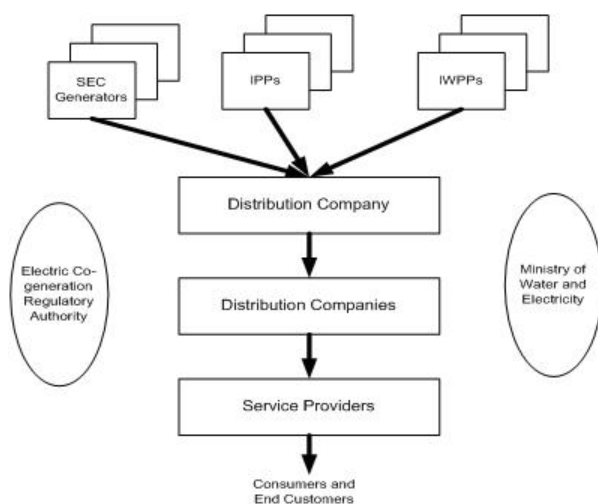 SEC
Generators
IPPs
IWPPs
Distribution Company
Electric Co-
generation
Regulatory
Authority
Ministry of
Water and
Electricity
Distribution Companies
Service Providers
Consumers and
End Customers